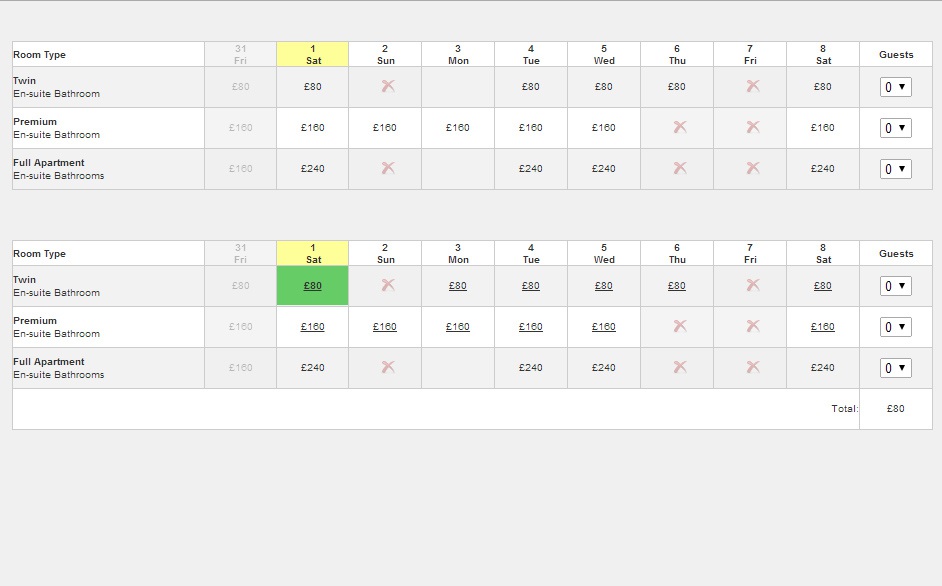 Room Type 31 Fri 1 Sat 2 Sun 3 Mon 4 Tue 5 Wed 6 Thu 7 Fri 8 Sat Guests
Twin
En-suite Bathroom £80 £80 £80 £80 £80 £80 0
Premium
En-suite Bathroom £160 £160 £160 £160 £160 £160 £160 0
Full Apartment
En-suite Bathrooms £160 £240 £240 £240 £240 0
Room Type 31 Fri 1 Sat 2 Sun 3 Mon 4 Tue 5 Wed 6 Thu 7 Fri 8 Sat Guests
Twin
En-suite Bathroom £80 £80 £80 £80 £80 £80 £80 0
Premium
En-suite Bathroom £160 £160 £160 £160 £160 £160 £160 0
Full Apartment
En-suite Bathrooms £160 £240 £240 £240 £240 0
Total: £80